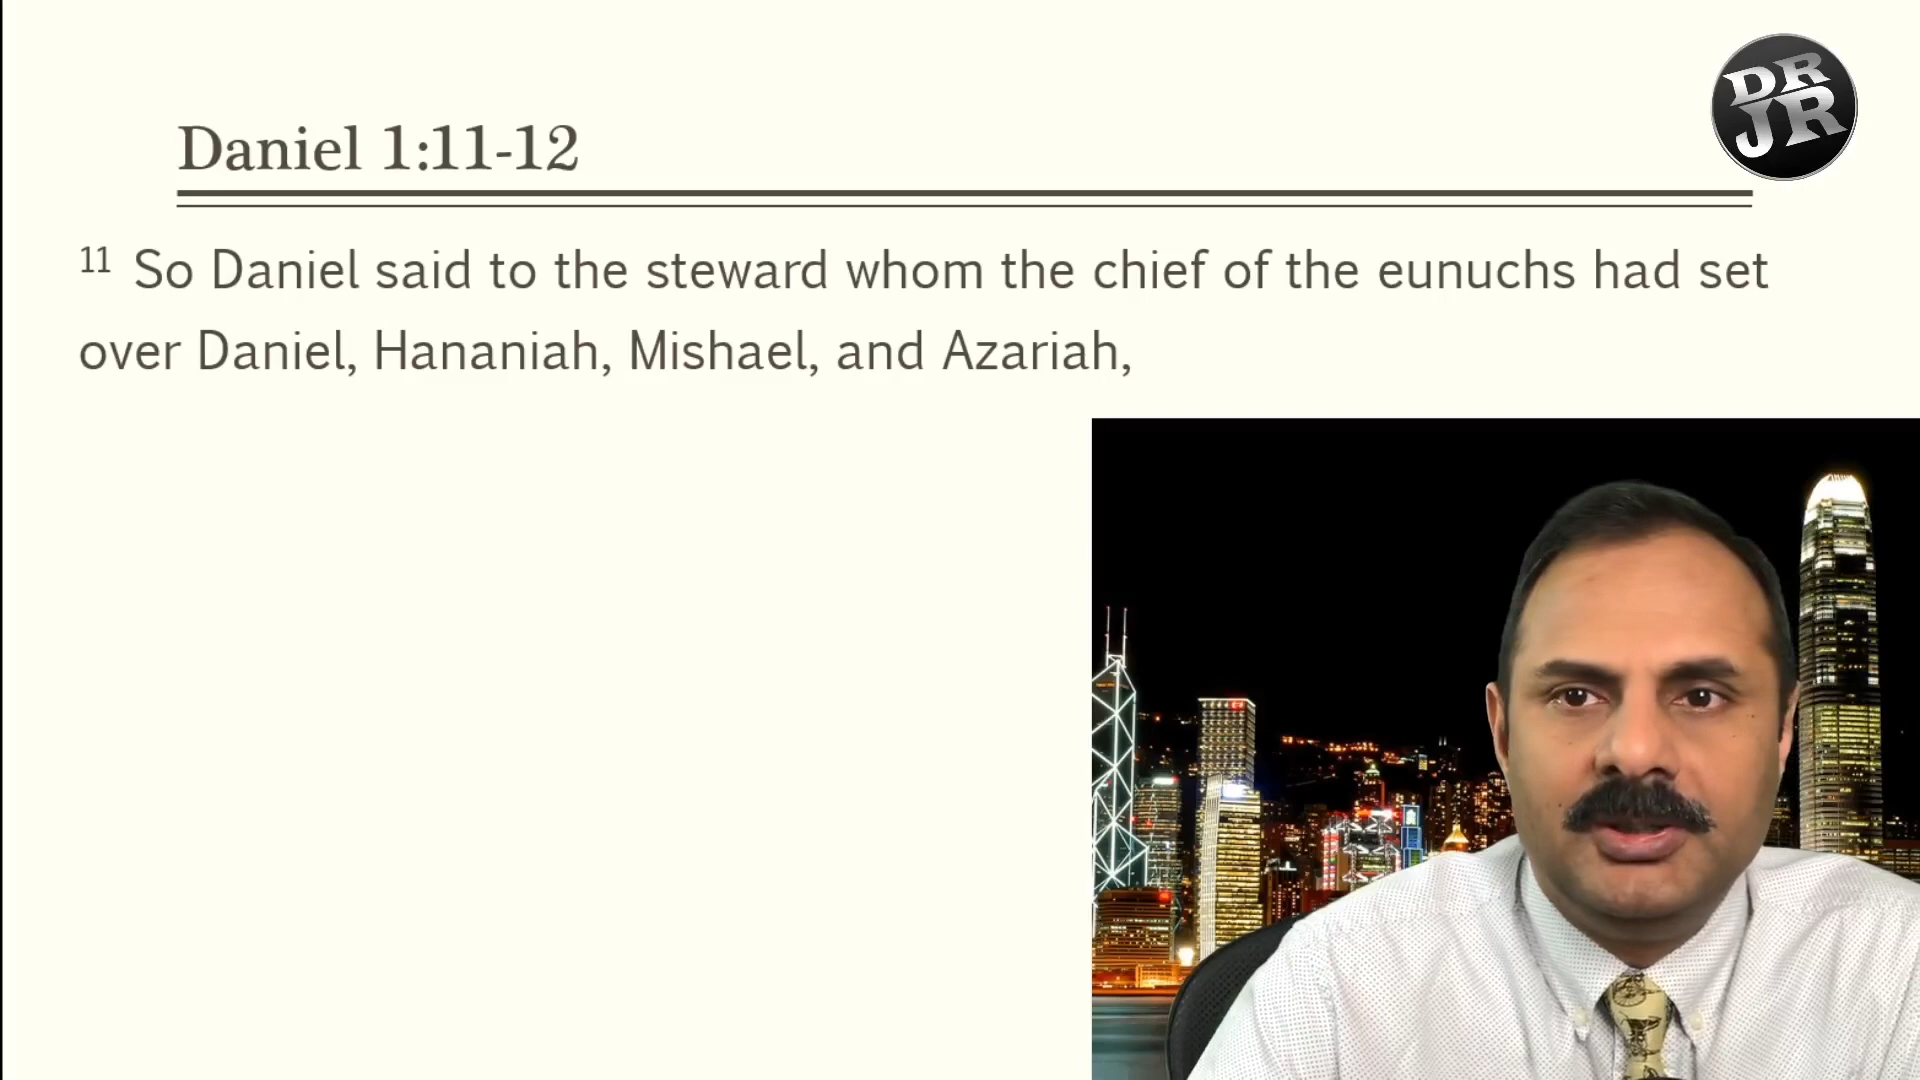 DR
JR
Daniel 1:11-12
11 So Daniel said to the steward whom the chief of the eunuchs had set
over Daniel, Hananiah, Mishael, and Azariah,